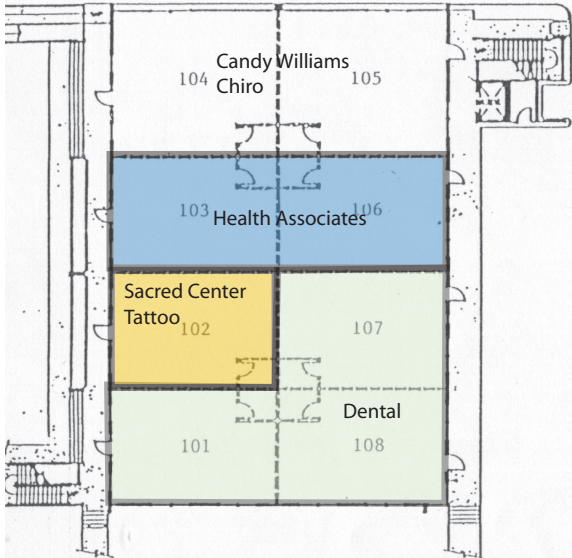 Candy Williams
Chiro
104
105
103
106
Health Associates
Sacred Center
Tattoo
102
107
Dental
101
108